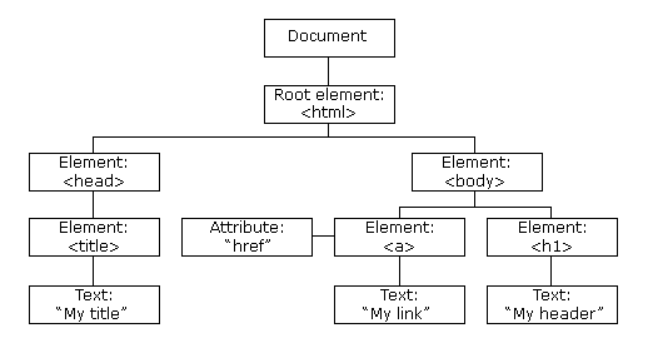 Document
Root element:
<html>
Element:
<head>
Element:
<body>
Element:
<title>
Attribute:
“href”
Element:
<a>
Element:
<h1>
Text:
“My title”
Text:
“My link”
Text:
“My header”